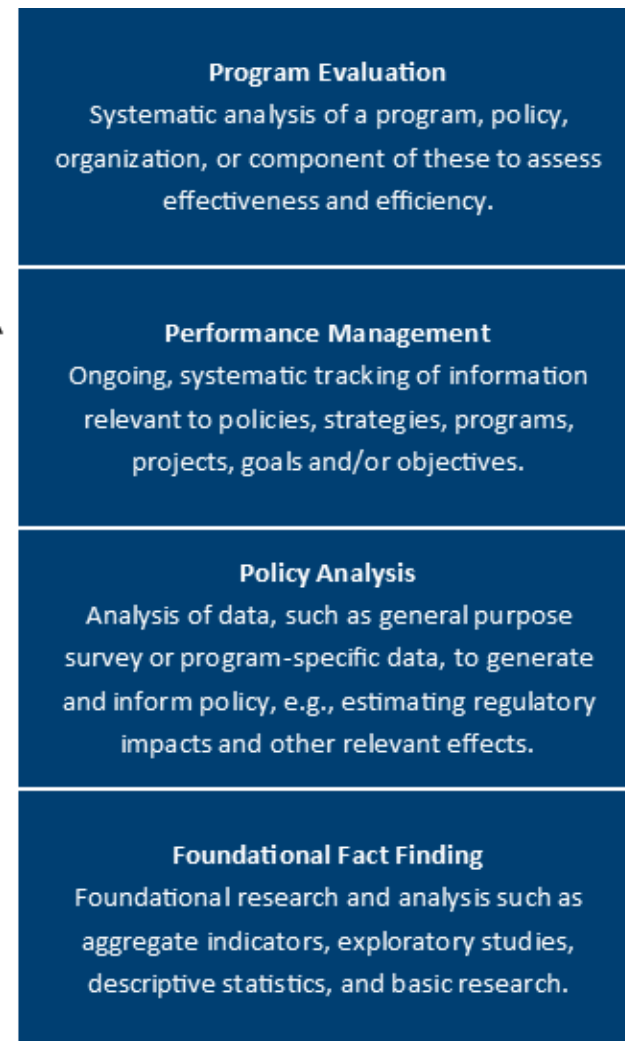 Program Evaluation
Systematic analysis of a program, policy,
organization, or component of these to assess
effectiveness and efficiency.
Performance Management
Ongoing, systematic tracking of information
relevant to policies, strategies, programs,
projects, goals and/or objectives.
Policy Analysis
Analysis of data, such as general purpose
survey or program-specific data, to generate
and inform policy, e.g., estimating regulatory
impacts and other relevant effects.
Foundational Fact Finding
Foundational research and analysis such as
aggregate indicators, exploratory studies,
descriptive statistics, and basic research.